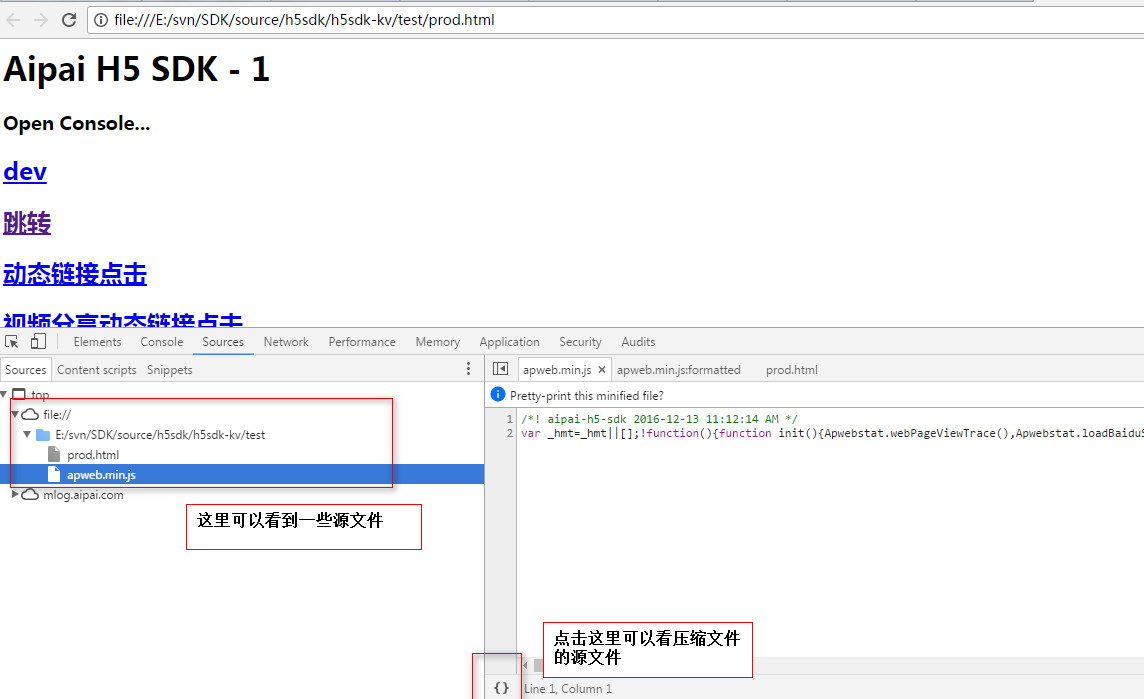 file:///E:/svn/SDK/source/h5sdk/h5sdk-kv/test/prod.html
Aipai H5 SDK - 1
Open Console...
dev
跳转
动态链接点击
视频分享动态链接点击
Elements Console Sources Network Performance Memory Application Security Audits
Sources Content scripts Snippets
apweb.min.js × apweb.min.js:formatted prod.html
top
file://
E:/svn/SDK/source/h5sdk/h5sdk-kv/test
prod.html
apweb.min.js
mlog.aipai.com
这里可以看到一些源文件
Pretty-print this minified file?
1 /*! aipai-h5-sdk 2016-12-13 11:12:14 AM */
2 var _hmt=_hmt||[];!function(){function init(){Apwebstat.webPageViewTrace(),Apwebstat.loadBaiduS
点击这里可以看压缩文件
的源文件
{} Line 1, Column 1